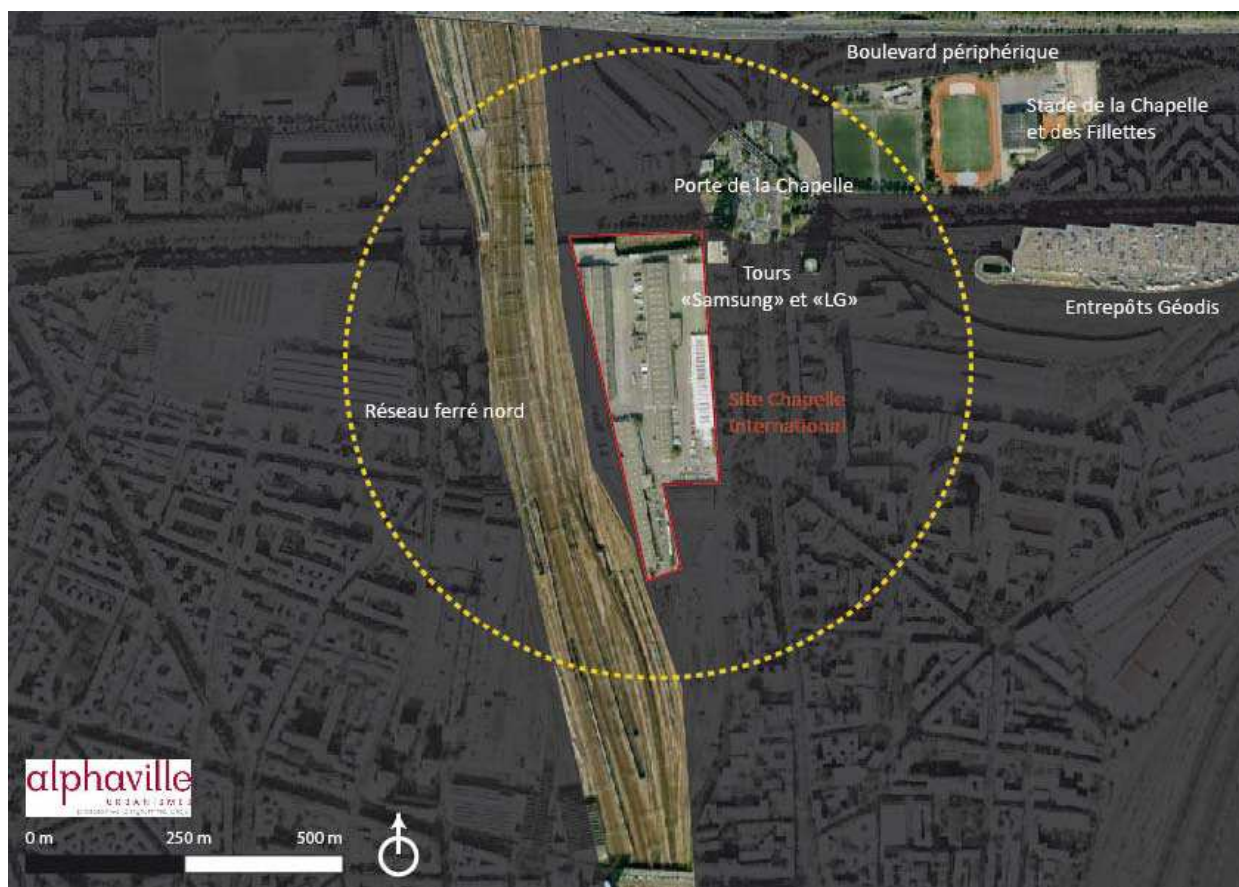 Boulevard périphérique
Stade de la Chapelle
et des Fillettes
Porte de la Chapelle
Tours
«Samsung» et «LG»
Entrepôts Géodis
Site Chapelle
International
Réseau ferré nord
alphaville
URBANISMES
0 m 250 m 500 m